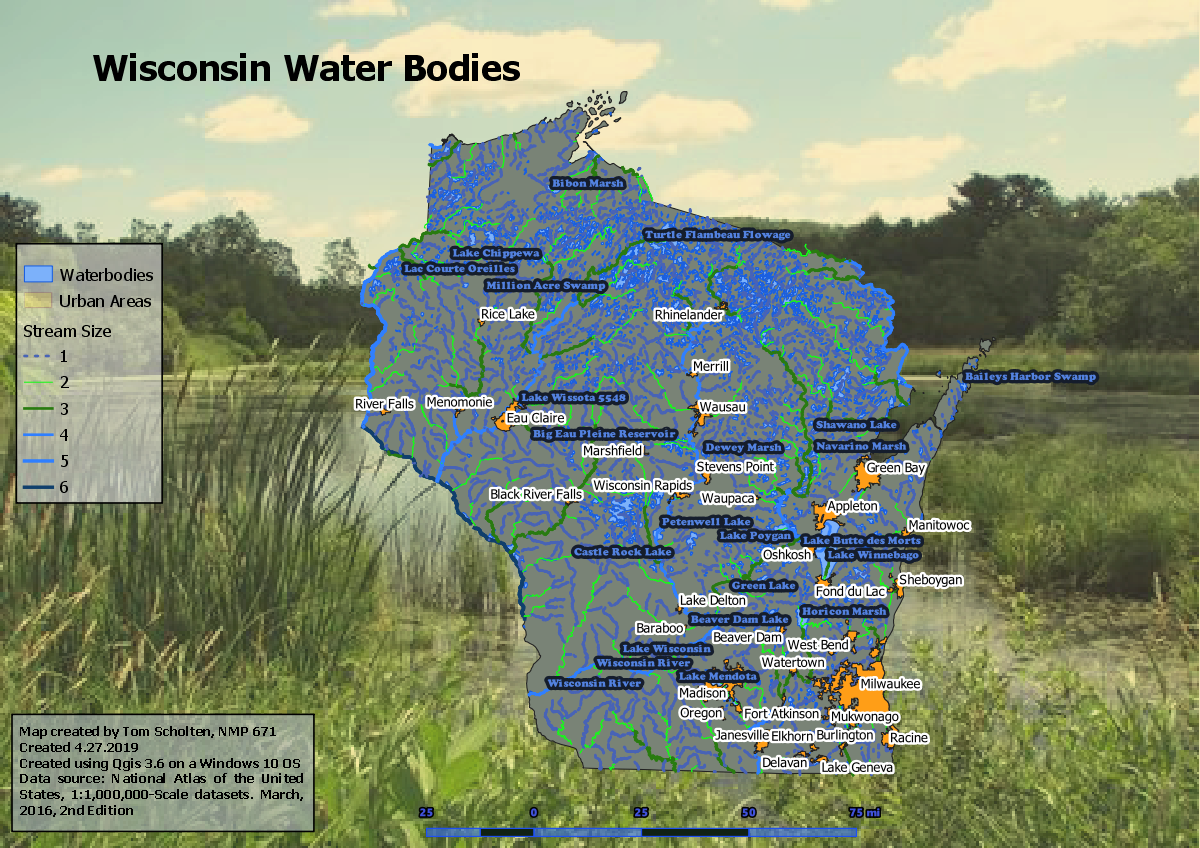 Wisconsin Water Bodies
Bibon Marsh
Turtle Flambeau Flowage
Lake Chippewa
Lac Courte Oreilles
Million Acre Swamp
Rice Lake
Rhinelander
Merrill
Baileys Harbor Swamp
River Falls
Menomonie
Lake Wissota 5548
Wausau
Eau Claire
Shawano Lake
Big Eau Pleine Reservoir
Dewey Marsh
Navarino Marsh
Marshfield
Stevens Point
Green Bay
Wisconsin Rapids
Black River Falls
Waupaca
Appleton
Petenwell Lake
Manitowoc
Lake Poygan
Lake Butte des Morts
Castle Rock Lake
Oshkosh
Lake Winnebago
Green Lake
Fond du Lac
Sheboygan
Lake Delton
Horicon Marsh
Beaver Dam Lake
Baraboo
Beaver Dam
West Bend
Lake Wisconsin
Wisconsin River
Watertown
Wisconsin River
Lake Mendota
Milwaukee
Madison
Oregon
Fort Atkinson
Mukwonago
Janesville
Elkhorn
Burlington
Racine
Delavan
Lake Geneva
Waterbodies
Urban Areas
Stream Size
1
2
3
4
5
6
Map created by Tom Scholten, NMP 671
Created 4.27.2019
Created using Qgis 3.6 on a Windows 10 OS
Data source: National Atlas of the United
States, 1:1,000,000-Scale datasets. March,
2016, 2nd Edition
25 0 25 50 75 mi